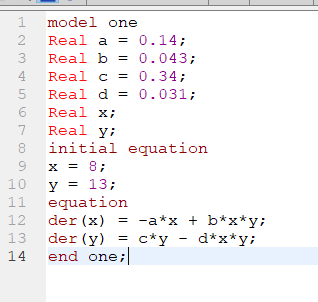 1 model one
2 Real a = 0.14;
3 Real b = 0.043;
4 Real c = 0.34;
5 Real d = 0.031;
6 Real x;
7 Real y;
8 initial equation
9 x = 8;
10 y = 13;
11 equation
12 der(x) = -a*x + b*x*y;
13 der(y) = c*y - d*x*y;
14 end one;